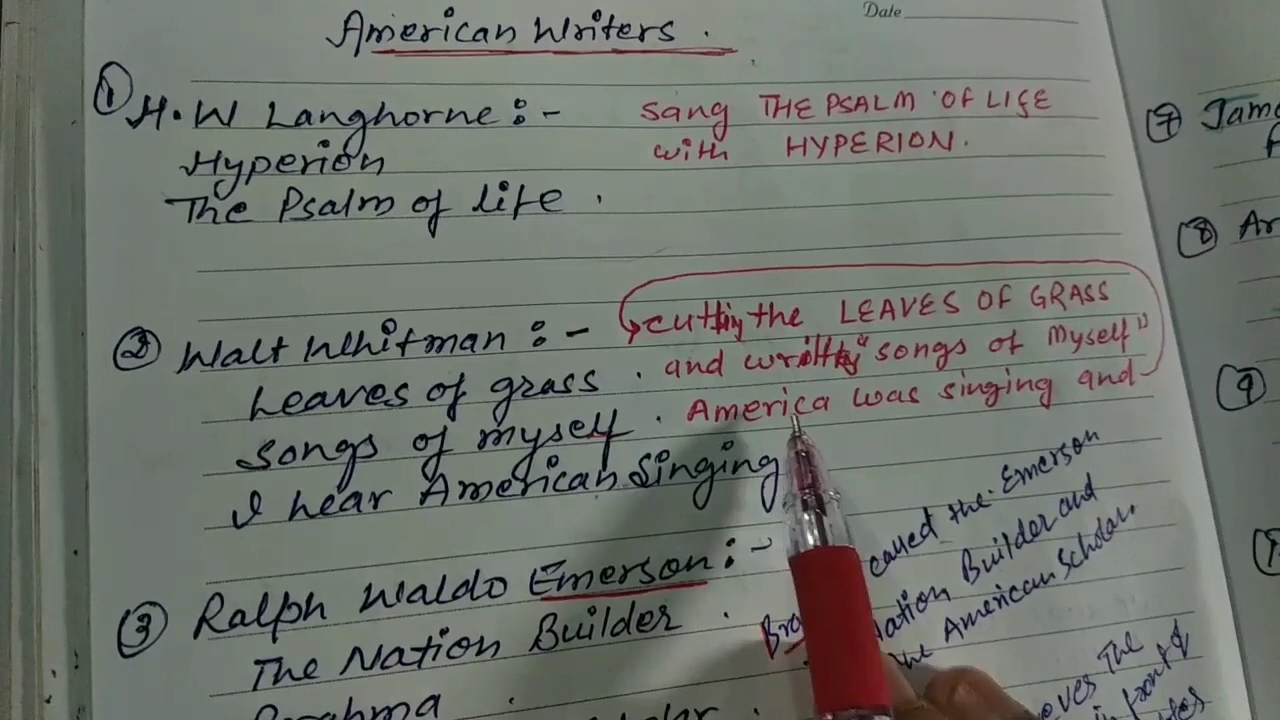 American Writers.
Date
① H.W Langhorne :-
sang THE PSALM OF LIFE
with HYPERION.
Hyperion
The Psalm of life.
② Walt Whitman :-
cutting the LEAVES OF GRASS
and writing "songs of Myself"
America was singing and
Leaves of grass.
songs of myself.
I hear American Singing
③ Ralph Waldo Emerson :-
The Nation Builder.
called the Emerson
Nation Builder and
the American Scholar.
⑦
⑧
⑨